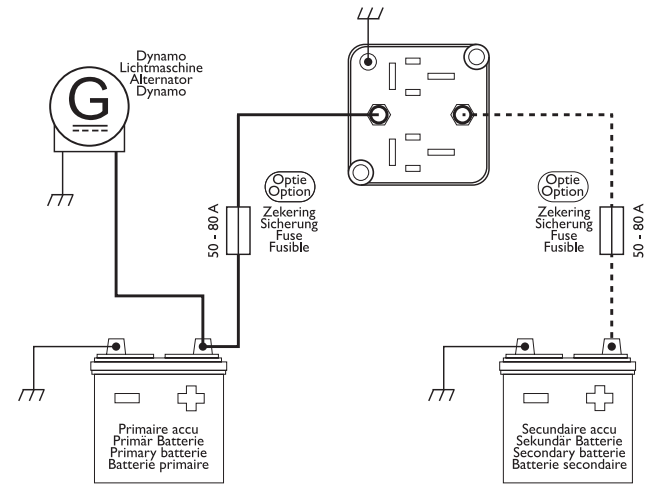 Dynamo
Lichtmaschine
Alternator
Dynamo
G
Optie
Option
Zekering
Sicherung
Fuse
Fusible
50 - 80 A
Optie
Option
Zekering
Sicherung
Fuse
Fusible
50 - 80 A
Primaire accu
Primär Batterie
Primary batterie
Batterie primaire
Secundaire accu
Sekundär Batterie
Secondary batterie
Batterie secondaire